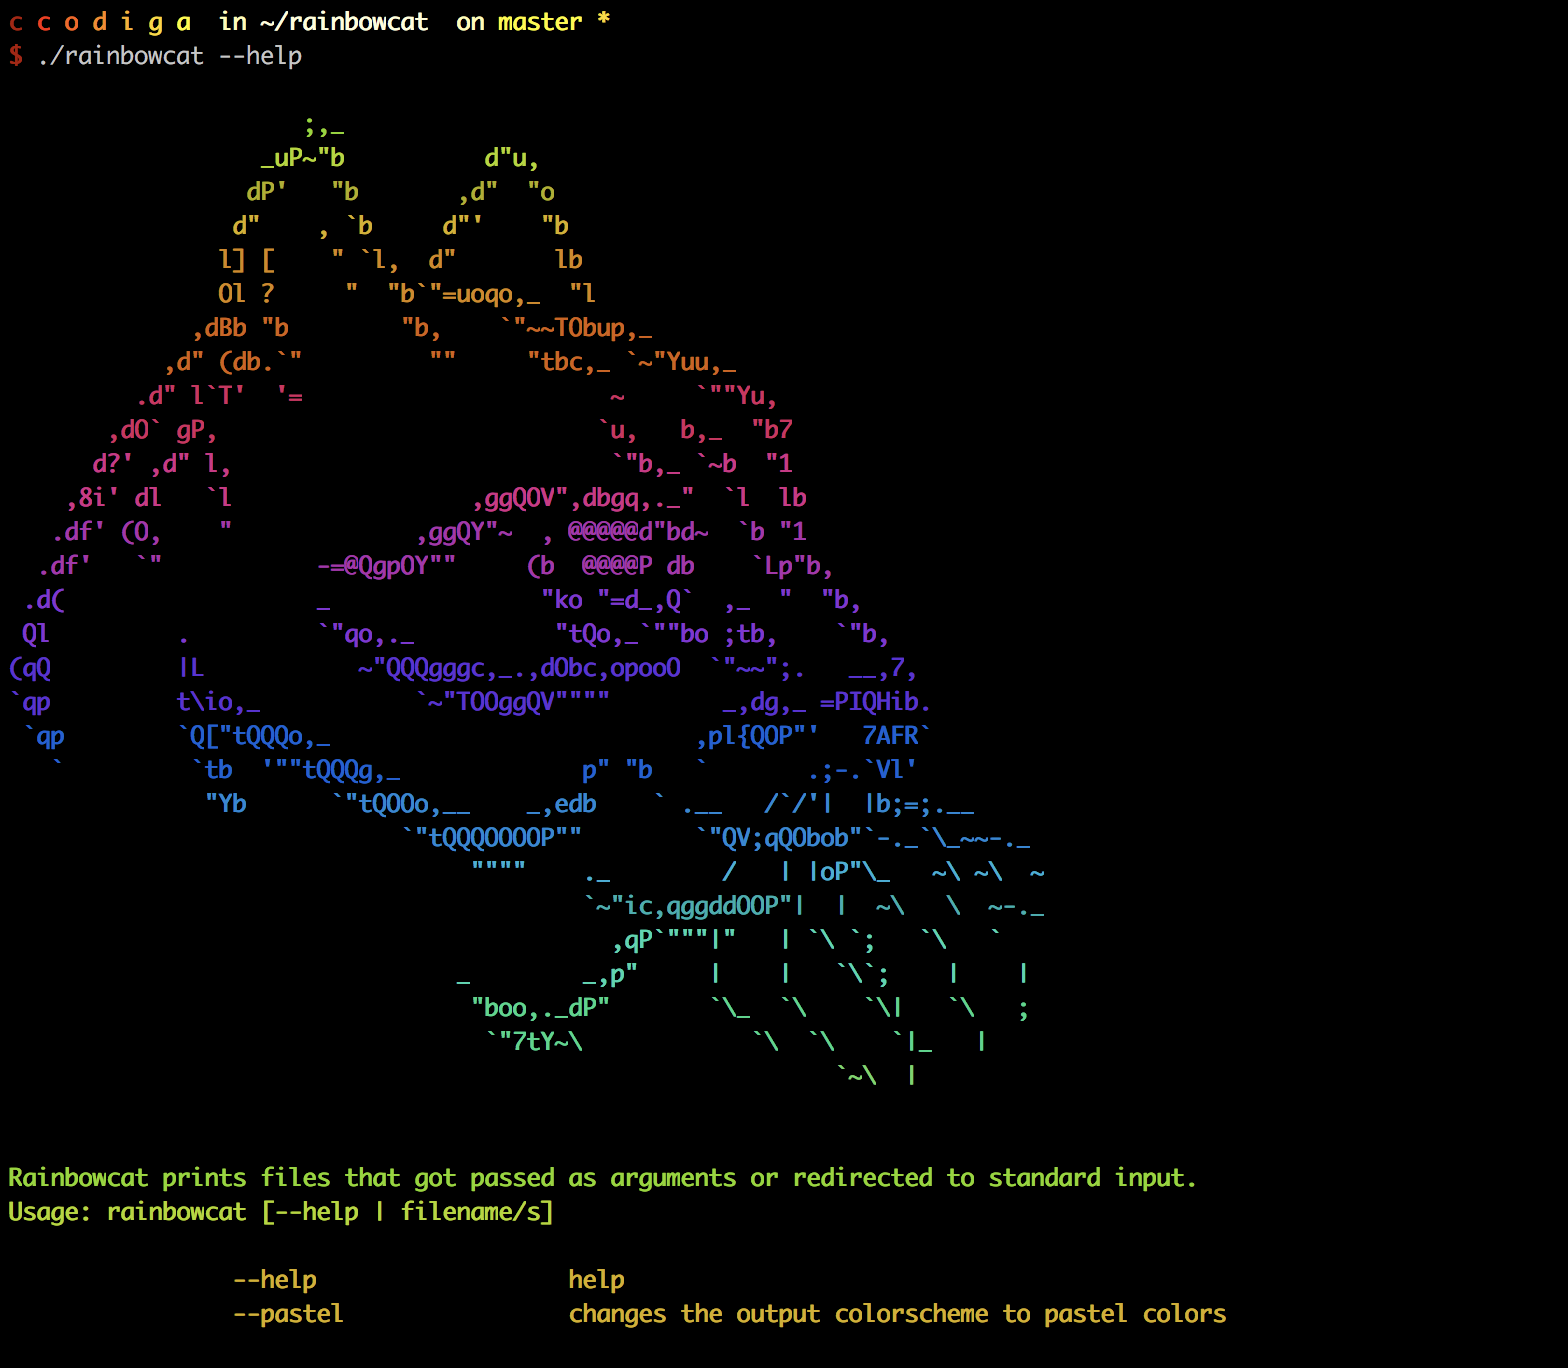 c c o d i g a  in ~/rainbowcat  on master *
$ ./rainbowcat --help
                     ;,_
                  _uP~"b          d"u,
                 dP'   "b       ,d"  "o
                d"    , `b     d"'    "b
               l] [    " `l,  d"       lb
               Ol ?     "  "b`"=uoqo,_  "l
             ,dBb "b        "b,    `"~~TObup,_
           ,d" (db.`"         ""     "tbc,_ `~"Yuu,_
         .d" l`T'  '=                      ~     `""Yu,
       ,dO` gP,                           `u,   b,_  "b7
      d?' ,d" l,                           `"b,_ `~b  "1
    ,8i' dl   `l                 ,ggQOV",dbgq,._"  `l  lb
   .df' (O,    "             ,ggQY"~  , @@@@@d"bd~  `b "1
  .df'   `"           -=@QgpOY""     (b  @@@@P db    `Lp"b,
 .d(                  _               "ko "=d_,Q`  ,_  "  "b,
 Ql         .         `"qo,._          "tQo,_`""bo ;tb,    `"b,
(qQ         |L           ~"QQQgggc,_.,dObc,opooO  `"~~";.   __,7,
`qp         t\io,_           `~"TOOggQV""""        _,dg,_ =PIQHib.
 `qp        `Q["tQQQo,_                          ,pl{QOP"'   7AFR`
   `         `tb  '""tQQQg,_             p" "b   `       .;-.`Vl'
              "Yb      `"tQOOo,__    _,edb    ` .__   /`/'|  |b;=;.__
                            `"tQQQOOOOP""        `"QV;qQObob"`-._`\_~~-._
                                 """"    ._        /   | |oP"\_   ~\ ~\  ~
                                         `~"ic,qggddOOP"|  |  ~\   \  ~-._
                                           ,qP`"""|"   | `\ `;   `\   `
                                _        _,p"     |    |   `\`;    |    |
                                 "boo,._dP"       `\_  `\    `\|   `\   ;
                                  `"7tY~\            `\  `\    `|_   |
                                                           `~\  |
Rainbowcat prints files that got passed as arguments or redirected to standard input.
Usage: rainbowcat [--help | filename/s]
                --help                  help
                --pastel                changes the output colorscheme to pastel colors